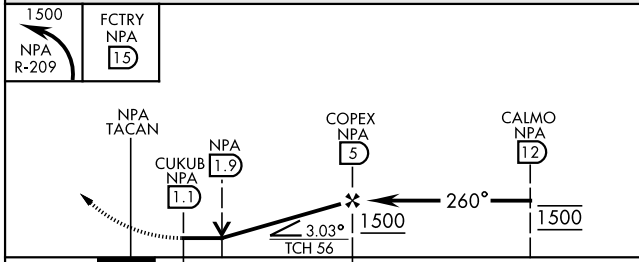 1500
NPA
R-209
FCTRY
NPA
15
NPA
TACAN
CUKUB
NPA
1.1
NPA
1.9
COPEX
NPA
5
CALMO
NPA
12
260°
1500
1500
3.03°
TCH 56